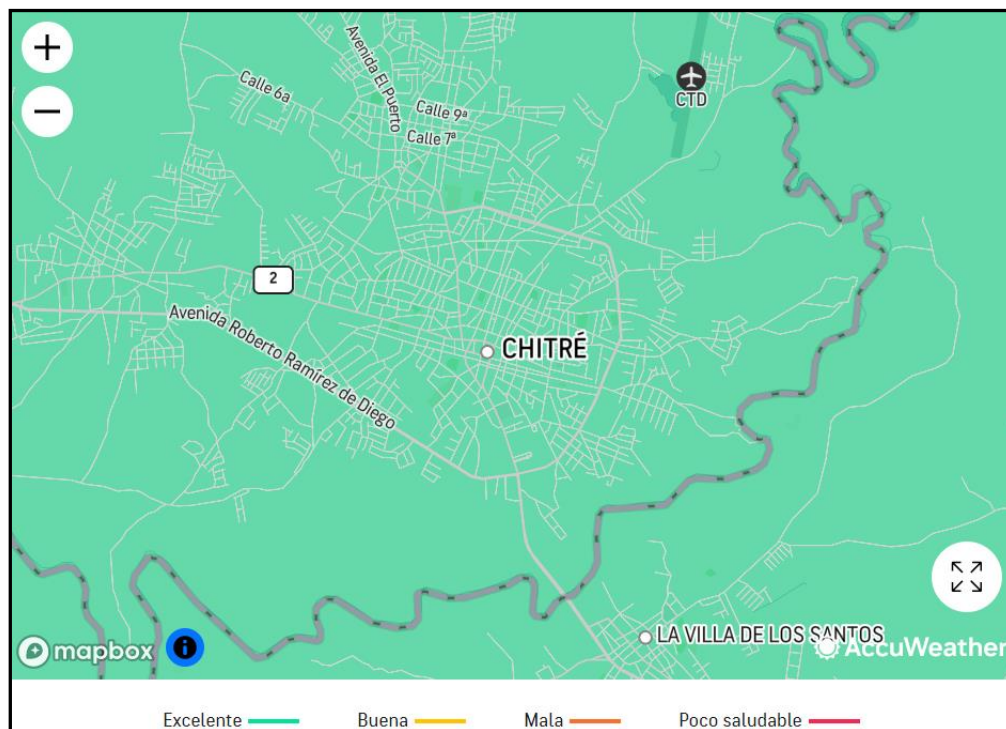 +
−
Avenida El Puerto
Calle 6a
Calle 9ª
Calle 7ª
CTD
2
Avenida Roberto Ramírez de Diego
CHITRÉ
LA VILLA DE LOS SANTOS
mapbox
i
AccuWeather
Excelente
Buena
Mala
Poco saludable